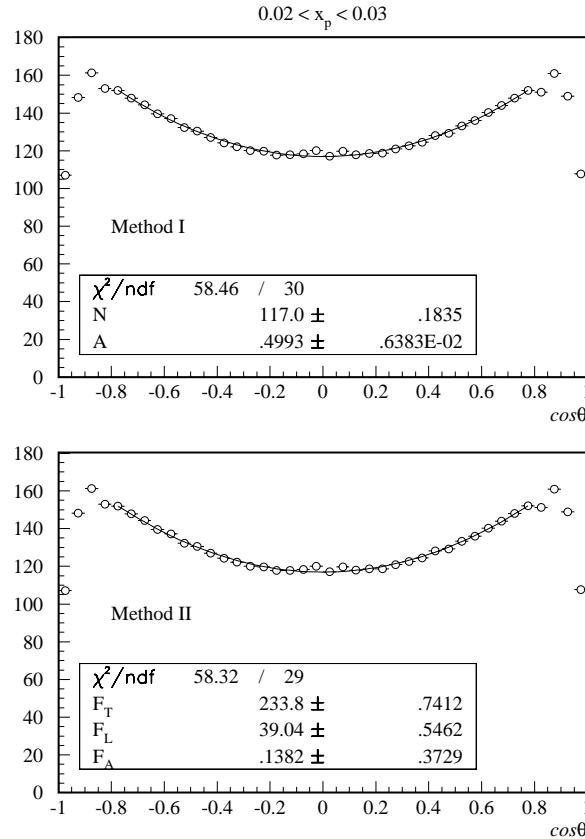 0.02 < x_p < 0.03
180
160
140
120
100
80
60
40
20
0
Method I
χ²/ndf 58.46 / 30
N 117.0 ± .1835
A .4993 ± .6383E-02
-1 -0.8 -0.6 -0.4 -0.2 0 0.2 0.4 0.6 0.8 1
cosθ
180
160
140
120
100
80
60
40
20
0
Method II
χ²/ndf 58.32 / 29
F_T 233.8 ± .7412
F_L 39.04 ± .5462
F_A .1382 ± .3729
-1 -0.8 -0.6 -0.4 -0.2 0 0.2 0.4 0.6 0.8 1
cosθ